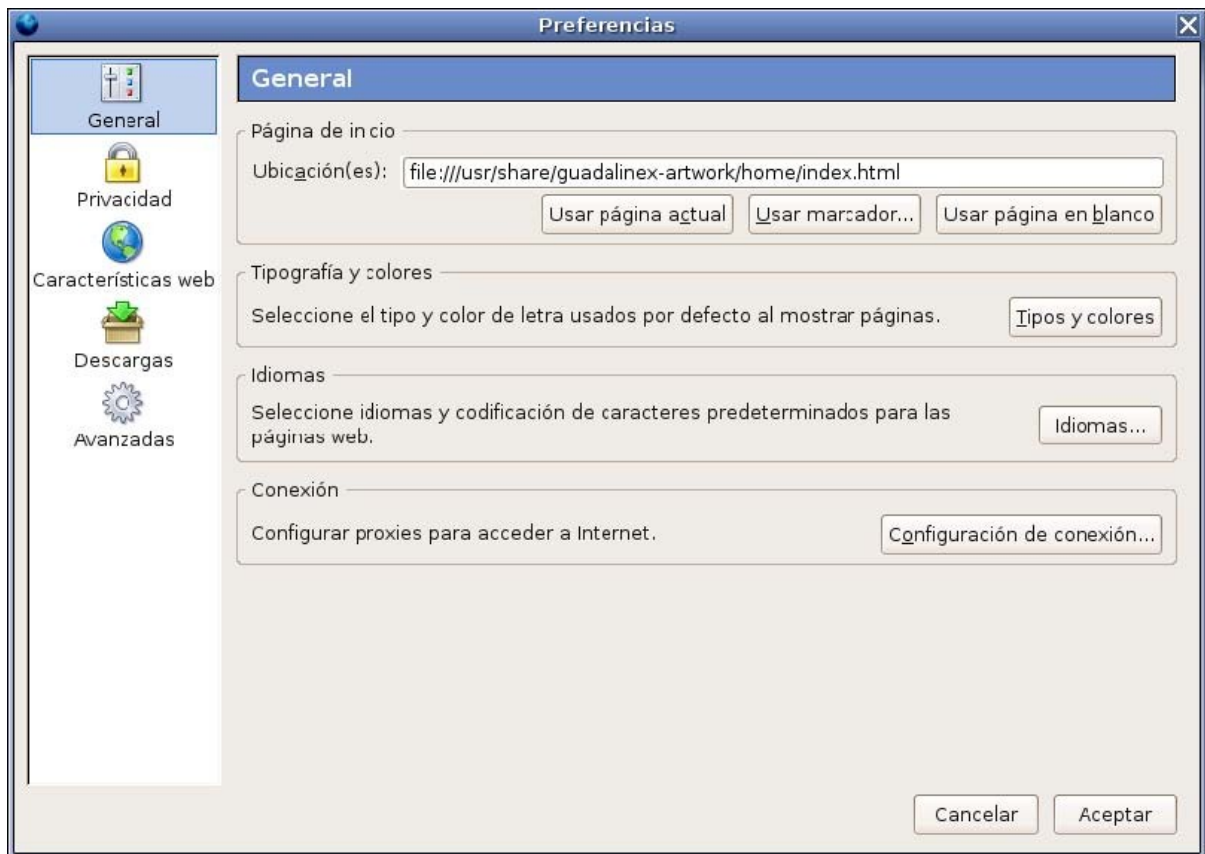 Preferencias
General
General
Página de incio
Ubicación(es): file:///usr/share/guadalinex-artwork/home/index.html
Usar página actual Usar marcador... Usar página en blanco
Privacidad
Características web
Tipografía y colores
Seleccione el tipo y color de letra usados por defecto al mostrar páginas. Tipos y colores
Descargas
Idiomas
Seleccione idiomas y codificación de caracteres predeterminados para las
páginas web.
Idiomas...
Avanzadas
Conexión
Configurar proxies para acceder a Internet. Configuración de conexión...
Cancelar Aceptar